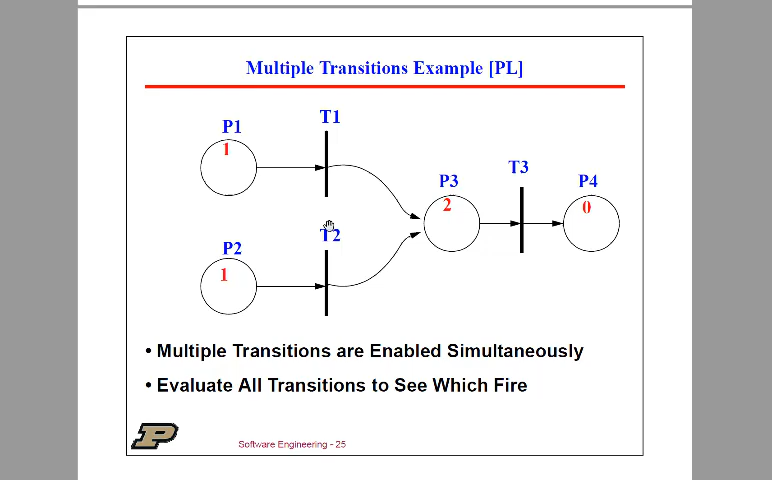 Multiple Transitions Example [PL]
T1
P1
1
T3
P3
P4
2
0
T2
P2
1
• Multiple Transitions are Enabled Simultaneously
• Evaluate All Transitions to See Which Fire
P
Software Engineering - 25